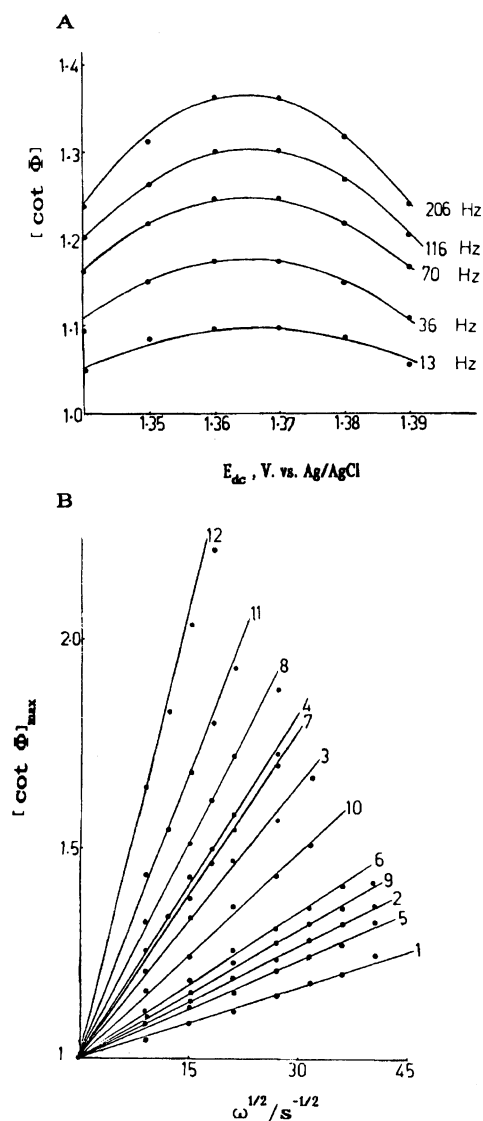 A
[cot Φ]
1·4
1·3
1·2
1·1
1·0
206 Hz
116 Hz
70 Hz
36 Hz
13 Hz
1·35 1·36 1·37 1·38 1·39
E_dc , V. vs. Ag/AgCl
B
[cot Φ]max
2·0
1·5
1
12
11
8
4
7
3
10
6
9
2
5
1
15 30 45
ω^1/2/s^-1/2